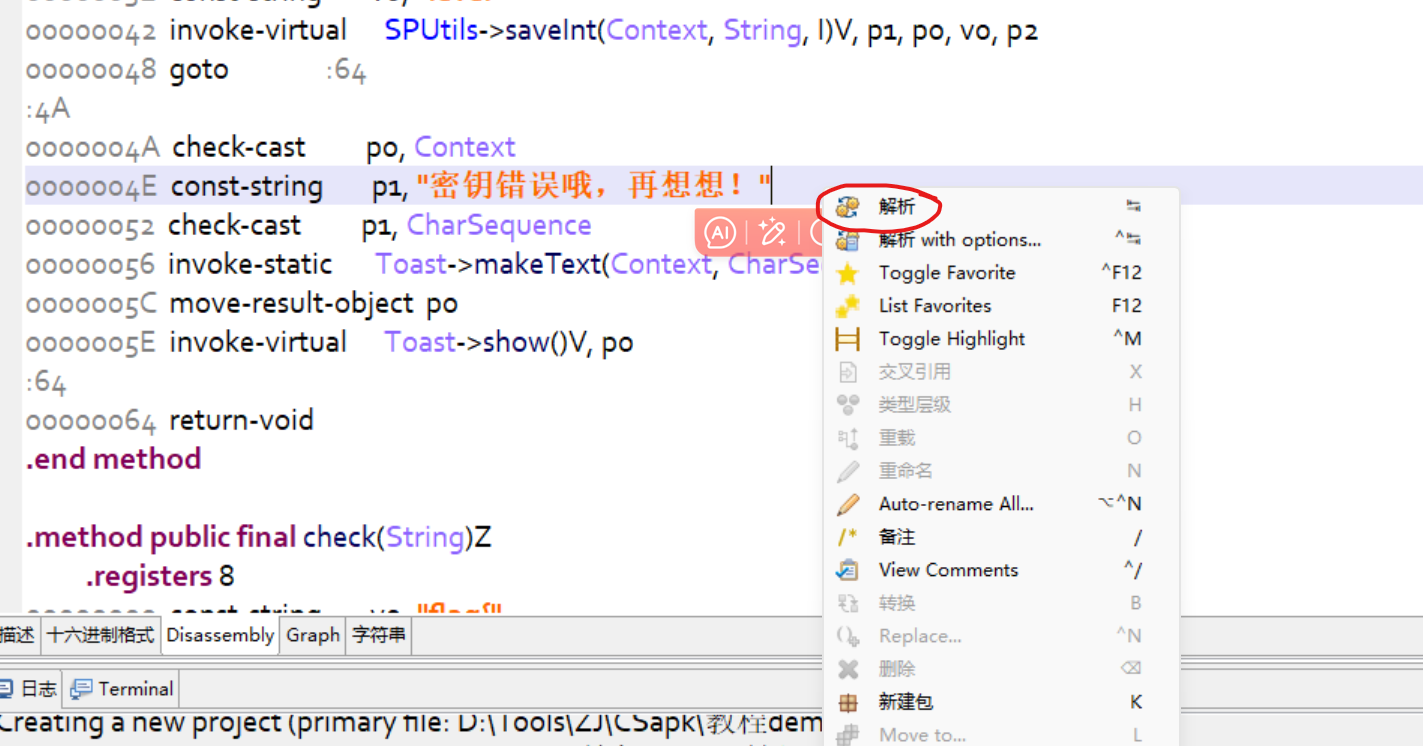 00000042 invoke-virtual SPUtils->saveInt(Context, String, I)V, p1, p0, v0, p2
00000048 goto :64
:4A
0000004A check-cast p0, Context
0000004E const-string p1, "密钥错误哦，再想想！"
00000052 check-cast p1, CharSequence
00000056 invoke-static Toast->makeText(Context, CharSe
0000005C move-result-object p0
0000005E invoke-virtual Toast->show()V, p0
:64
00000064 return-void
.end method
.method public final check(String)Z
.registers 8
00000000 const-string v0, "flag{"
AI
解析
解析 with options...
Toggle Favorite ^F12
List Favorites F12
Toggle Highlight ^M
交叉引用 X
类型层级 H
重载 O
重命名 N
Auto-rename All... ⌥^N
备注 /
View Comments ^/
转换 B
Replace... ^N
删除
新建包 K
Move to... L
描述 十六进制格式 Disassembly Graph 字符串
日志 Terminal
Creating a new project (primary file: D:\Tools\ZJ\CSapk\教程dem